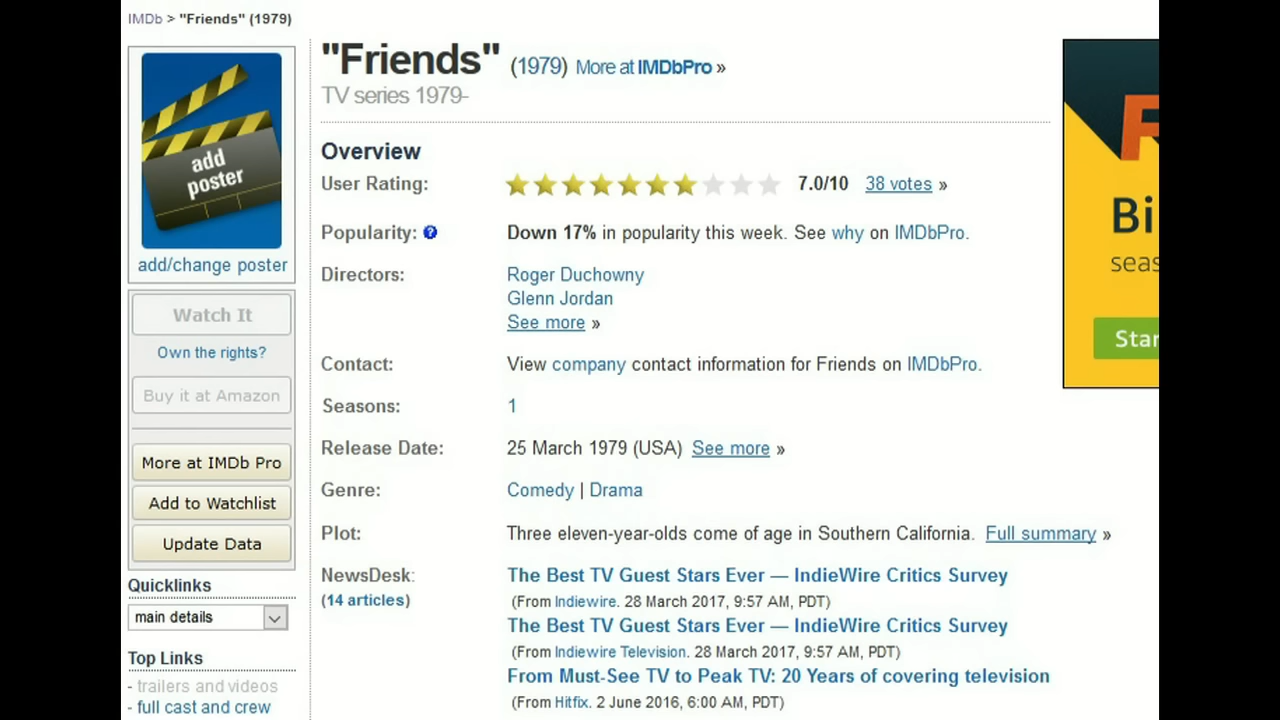 IMDb > "Friends" (1979)
"Friends" (1979) More at IMDbPro »
TV series 1979-
add
poster
add/change poster
Watch It
Own the rights?
Buy it at Amazon
More at IMDb Pro
Add to Watchlist
Update Data
Quicklinks
main details
Top Links
- trailers and videos
- full cast and crew
Overview
User Rating: 7.0/10 38 votes »
Popularity: ? Down 17% in popularity this week. See why on IMDbPro.
Directors: Roger Duchowny
Glenn Jordan
See more »
Contact: View company contact information for Friends on IMDbPro.
Seasons: 1
Release Date: 25 March 1979 (USA) See more »
Genre: Comedy | Drama
Plot: Three eleven-year-olds come of age in Southern California. Full summary »
NewsDesk: The Best TV Guest Stars Ever — IndieWire Critics Survey
(14 articles) (From Indiewire. 28 March 2017, 9:57 AM, PDT)
The Best TV Guest Stars Ever — IndieWire Critics Survey
(From Indiewire Television. 28 March 2017, 9:57 AM, PDT)
From Must-See TV to Peak TV: 20 Years of covering television
(From Hitfix. 2 June 2016, 6:00 AM, PDT)
Bi
seas
Star